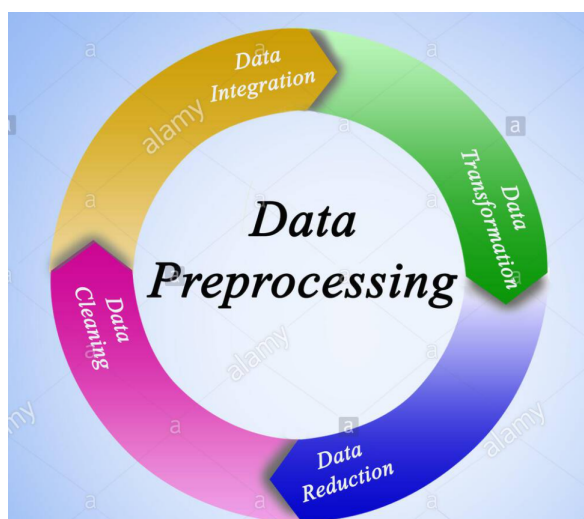 Data
Preprocessing
Data
Integration
Data
Transformation
Data
Reduction
Data
Cleaning
alamy
alamy
alamy
a
a
a
a
a
a
a
a
a
a
a